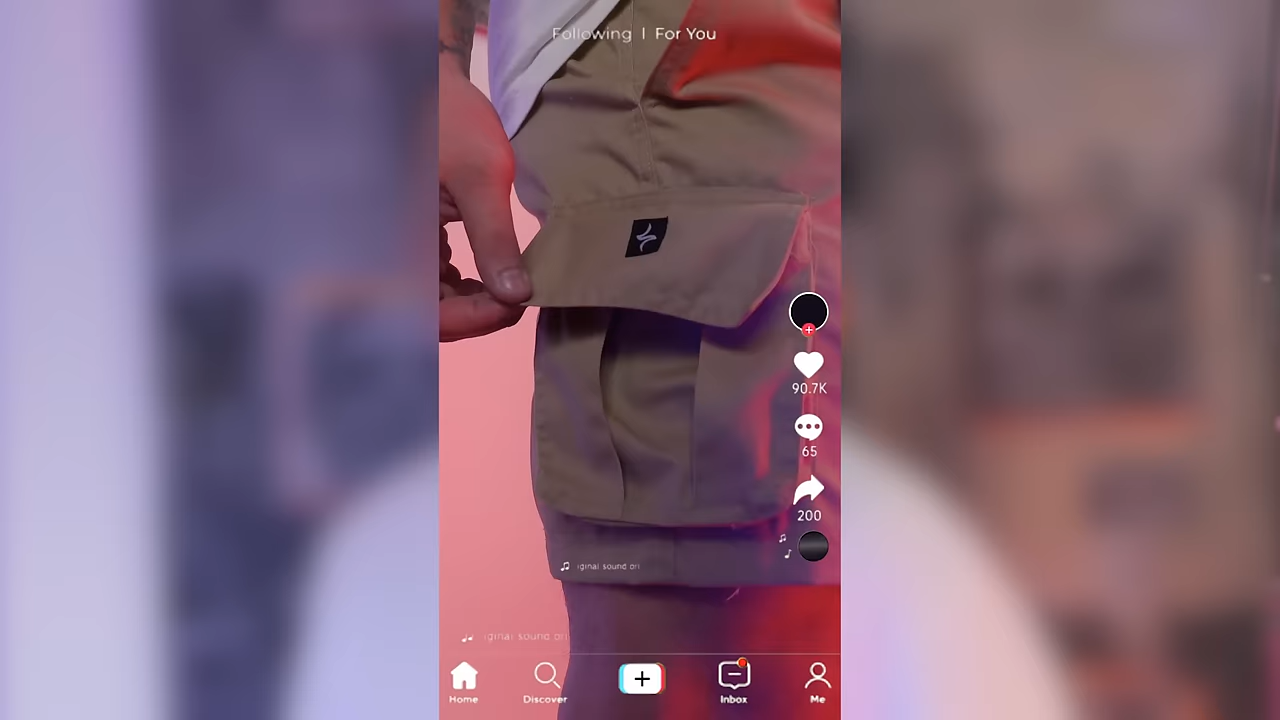 Following | For You
90.7K
65
200
iginal sound ori
iginal sound ori
Home
Discover
Inbox
Me